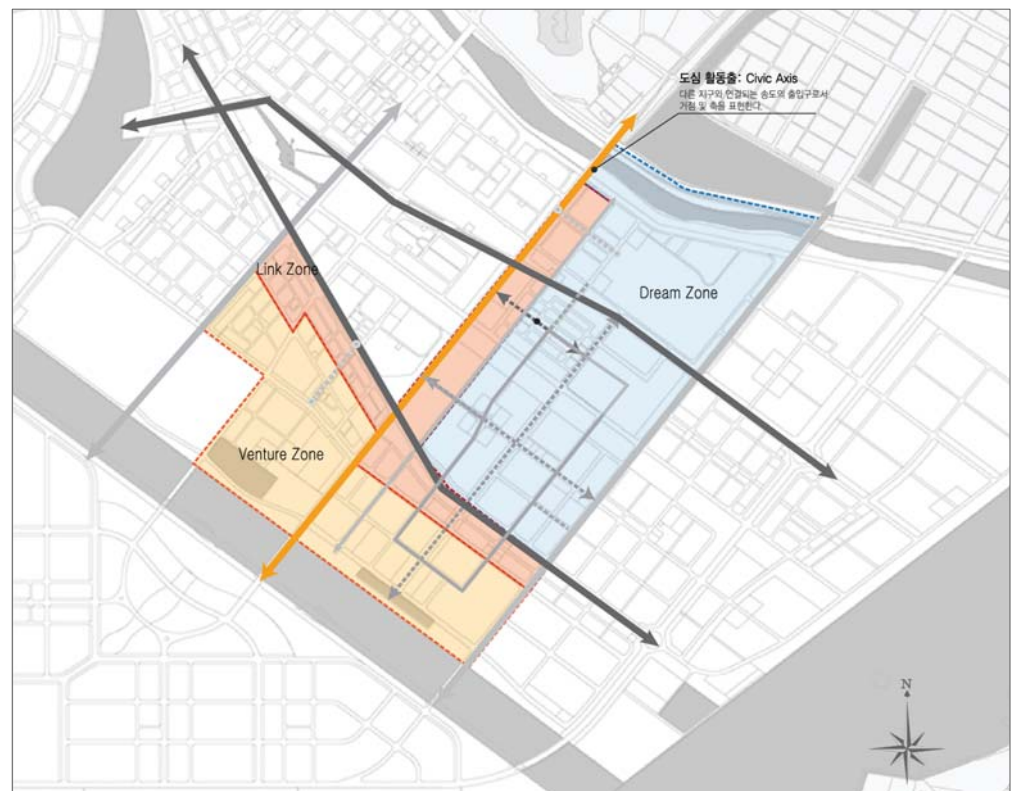 도심 활동출: Civic Axis
다른 지구와 연결되는 송도의 출입구로서
거점 및 축을 표현한다.
Link Zone
Dream Zone
Venture Zone
N